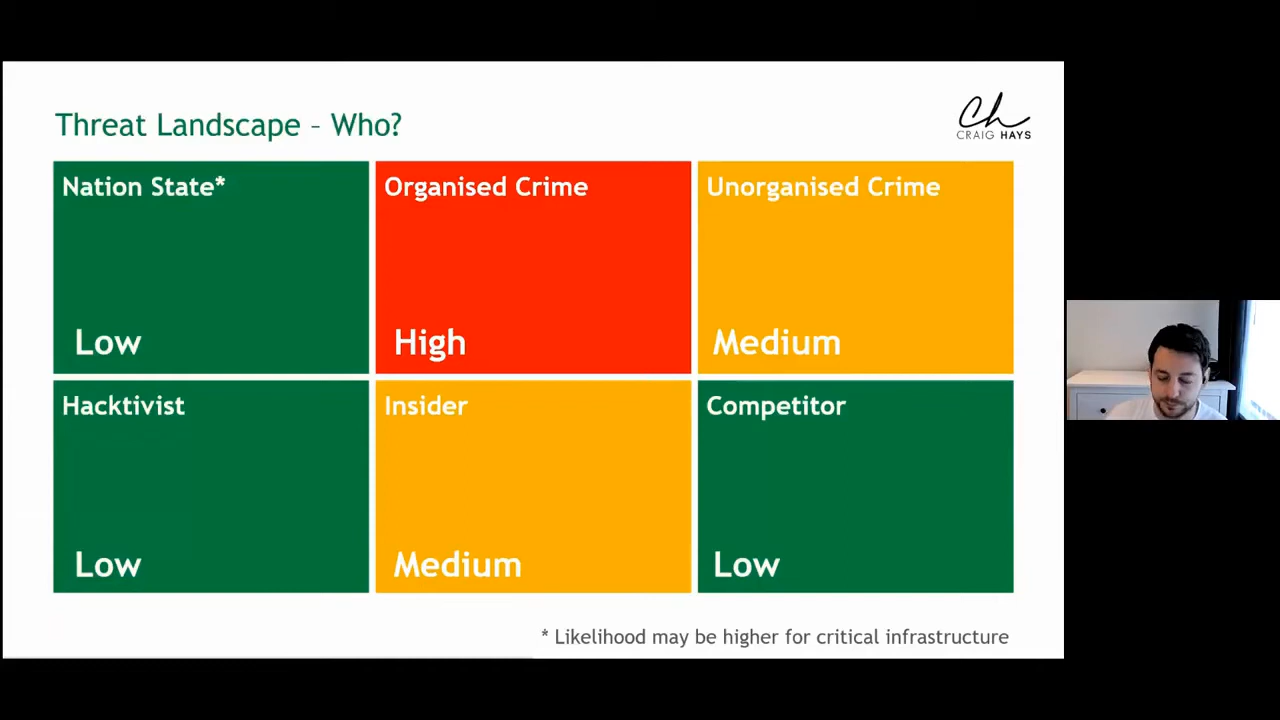 Threat Landscape – Who?
Ch
CRAIG HAYS
Nation State*
Low
Organised Crime
High
Unorganised Crime
Medium
Hacktivist
Low
Insider
Medium
Competitor
Low
* Likelihood may be higher for critical infrastructure